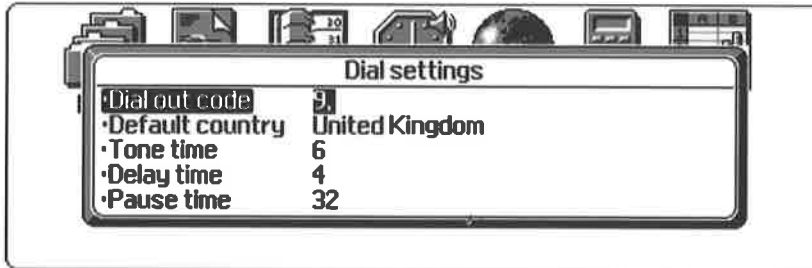 Dial settings
·Dial out code 9,
·Default country United Kingdom
·Tone time 6
·Delay time 4
·Pause time 32